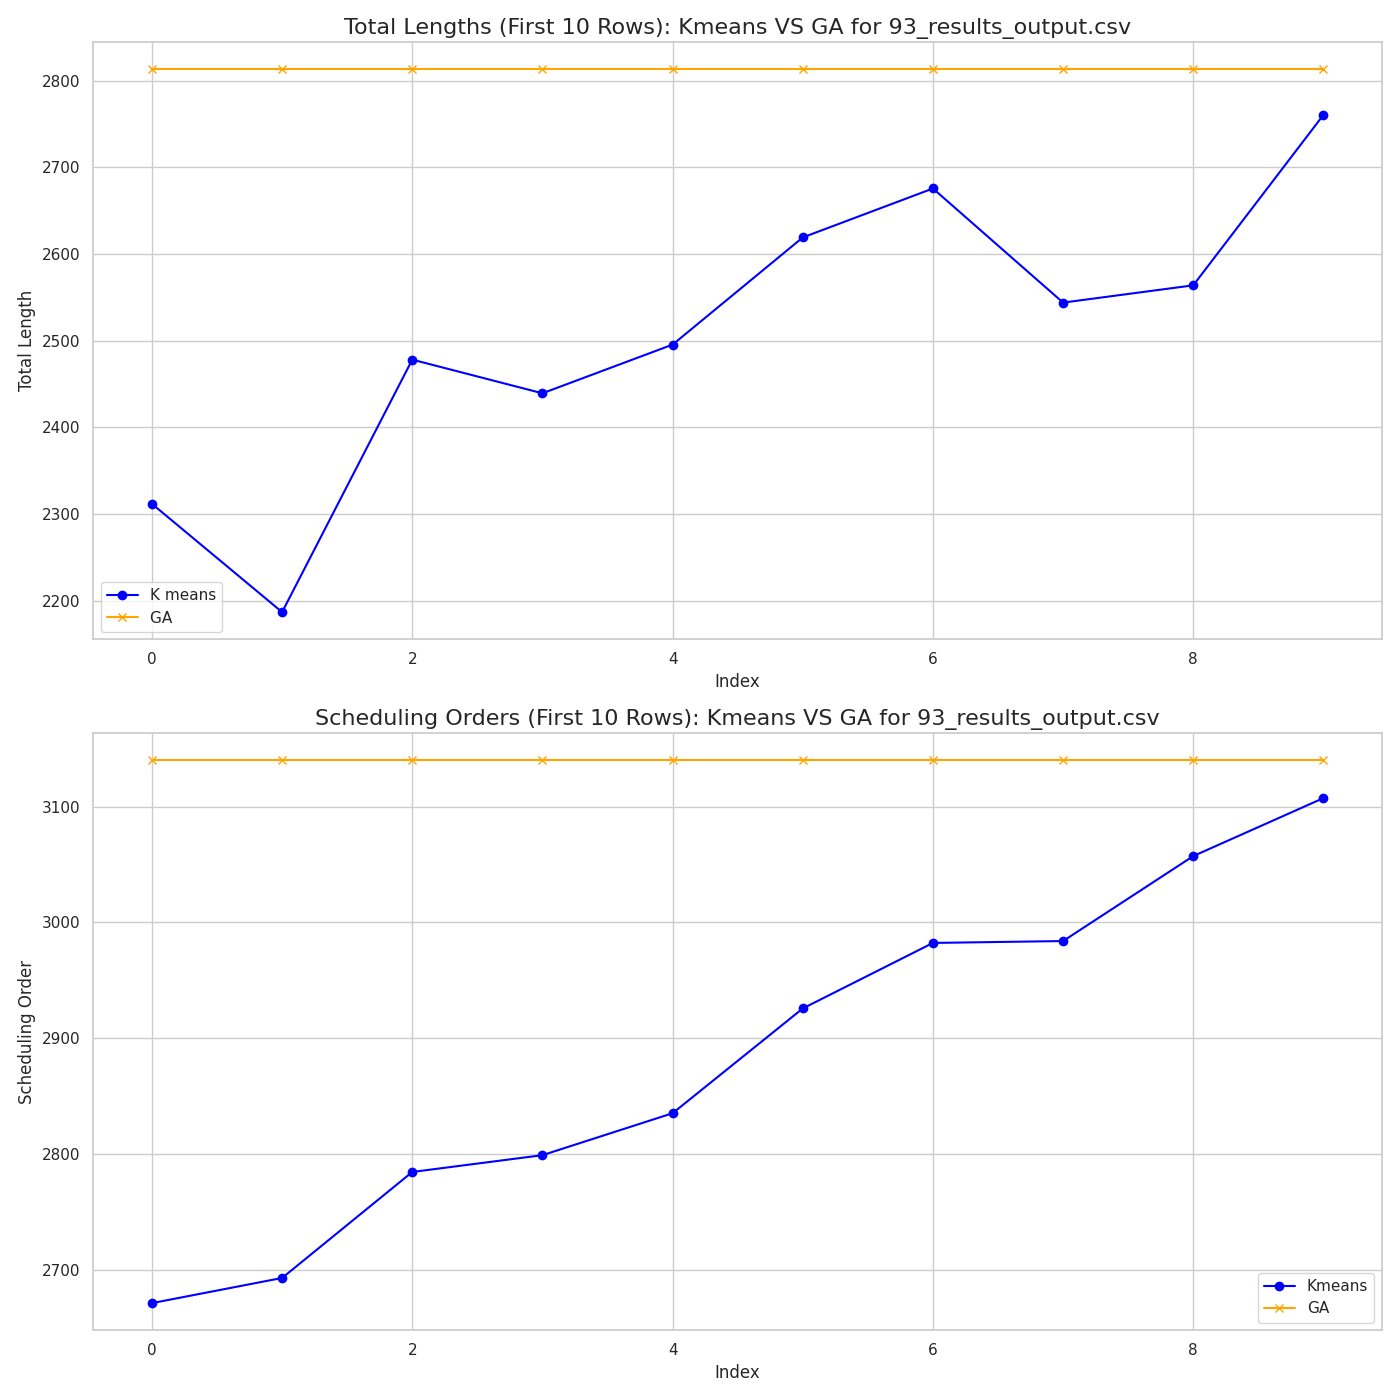 Total Lengths (First 10 Rows): Kmeans VS GA for 93_results_output.csv
2800
2700
2600
2500
2400
2300
2200
Total Length
K means
GA
0 2 4 6 8
Index
Scheduling Orders (First 10 Rows): Kmeans VS GA for 93_results_output.csv
3100
3000
2900
2800
2700
Scheduling Order
Kmeans
GA
0 2 4 6 8
Index